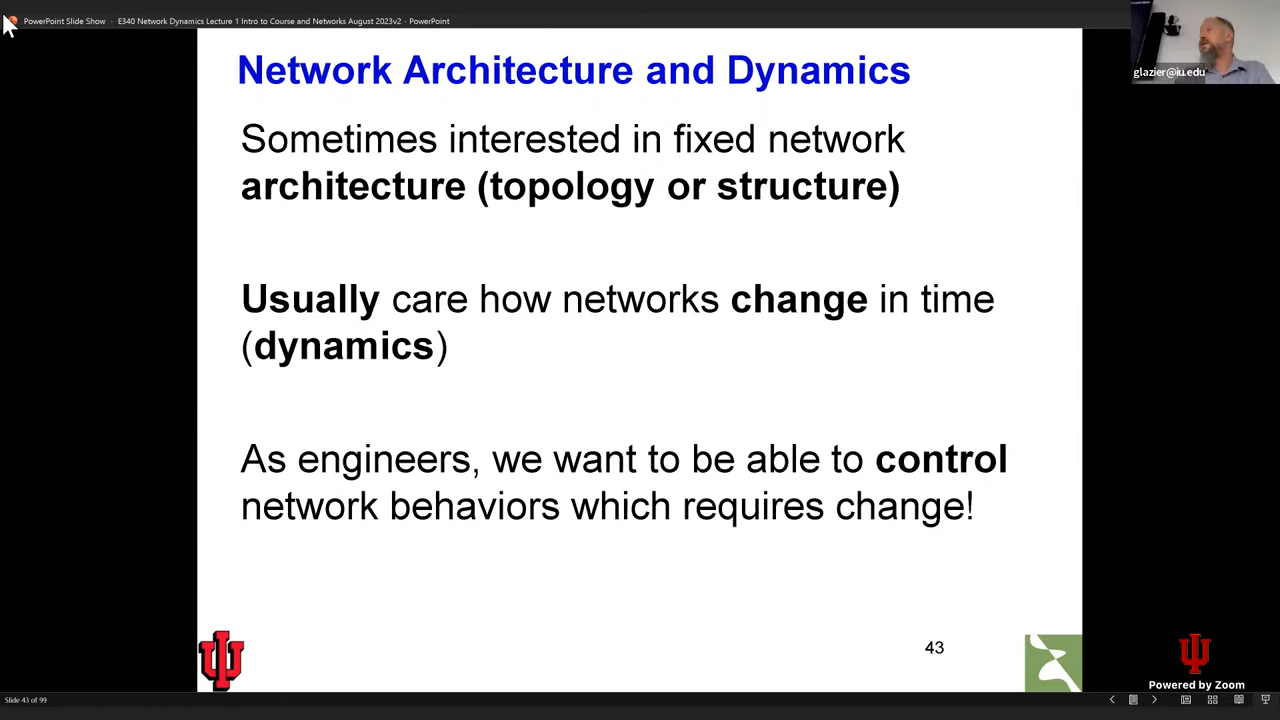 PowerPoint Slide Show - E340 Network Dynamics Lecture 1 Intro to Course and Networks August 2023v2 - PowerPoint
glazier@iu.edu
Network Architecture and Dynamics
Sometimes interested in fixed network
architecture (topology or structure)
Usually care how networks change in time
(dynamics)
As engineers, we want to be able to control
network behaviors which requires change!
43
Powered by Zoom
Slide 43 of 99